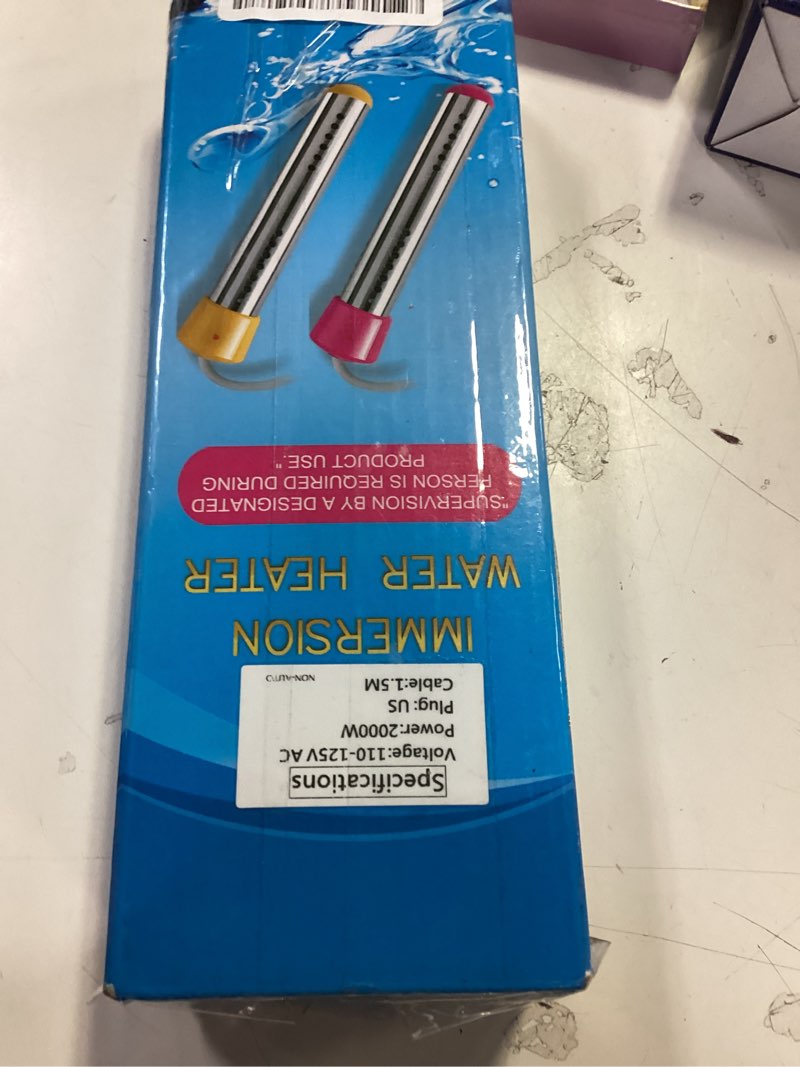 Specifications
Voltage:110-125V AC
Power:2000W
Plug: US
Cable:1.5M
NON-AUTO
IMMERSION
WATER HEATER
"SUPERVISION BY A DESIGNATED
PERSON IS REQUIRED DURING
PRODUCT USE."